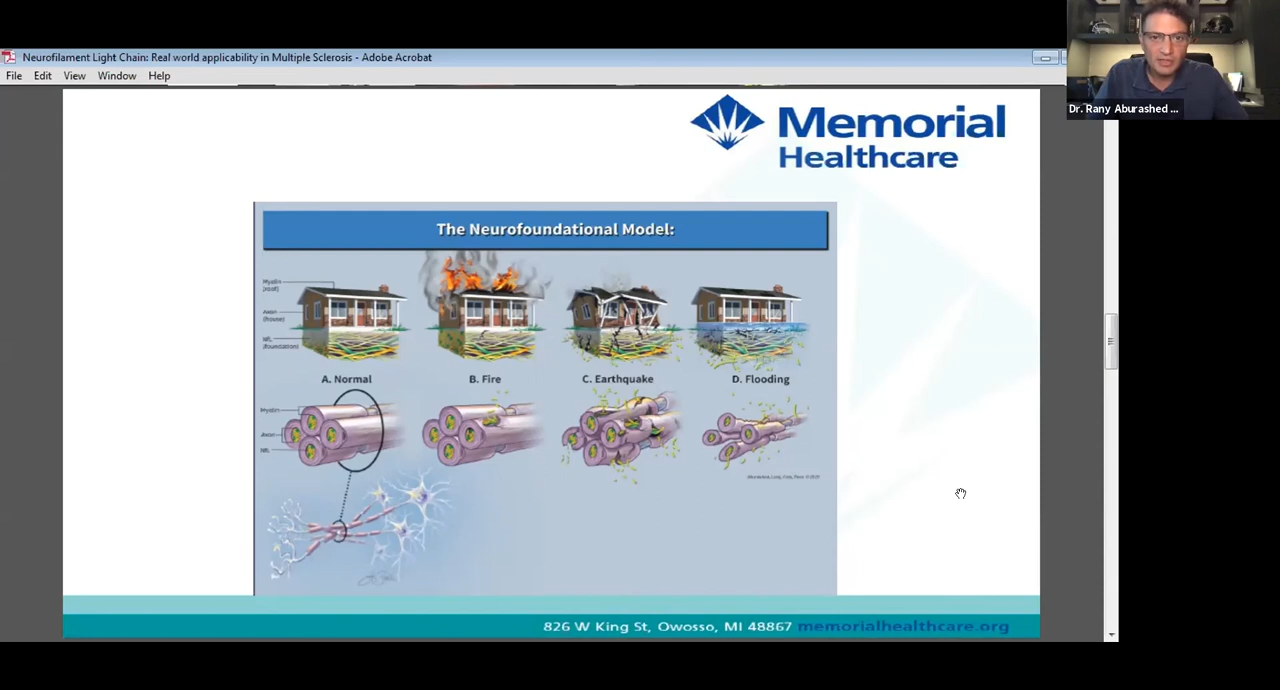 Neurofilament Light Chain: Real world applicability in Multiple Sclerosis - Adobe Acrobat
File Edit View Window Help
Dr. Rany Aburashed ...
Memorial
Healthcare
The Neurofoundational Model:
Myelin
(roof)
Axon
(house)
NfL
(foundation)
A. Normal
B. Fire
C. Earthquake
D. Flooding
Myelin
Axon
NfL
826 W King St, Owosso, MI 48867 memorialhealthcare.org